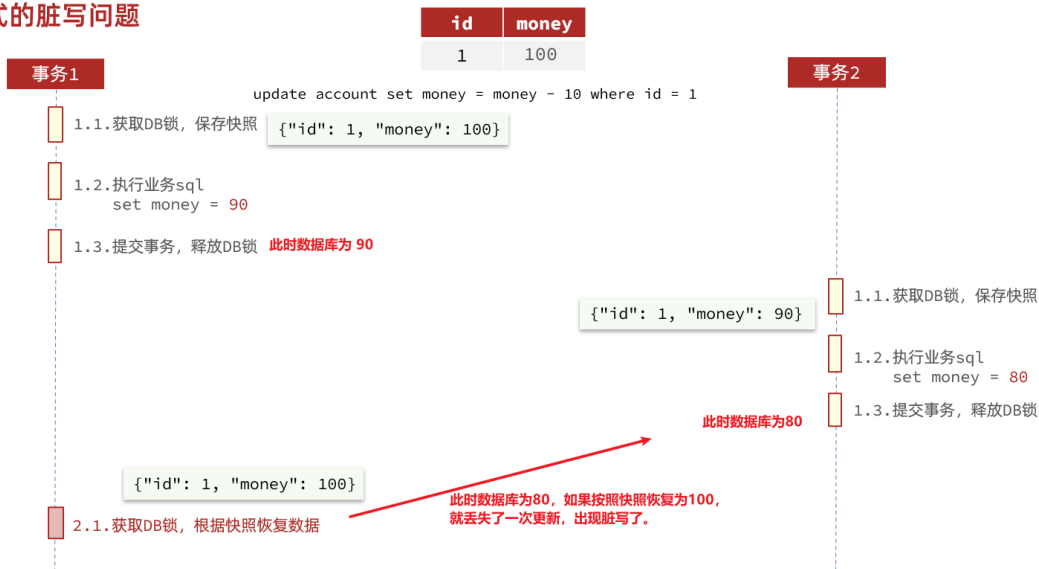 式的脏写问题
id money
1 100
事务1
事务2
update account set money = money - 10 where id = 1
1.1.获取DB锁，保存快照
{"id": 1, "money": 100}
1.2.执行业务sql
set money = 90
1.3.提交事务，释放DB锁
此时数据库为 90
1.1.获取DB锁，保存快照
{"id": 1, "money": 90}
1.2.执行业务sql
set money = 80
1.3.提交事务，释放DB锁
此时数据库为80
{"id": 1, "money": 100}
2.1.获取DB锁，根据快照恢复数据
此时数据库为80，如果按照快照恢复为100，
就丢失了一次更新，出现脏写了。